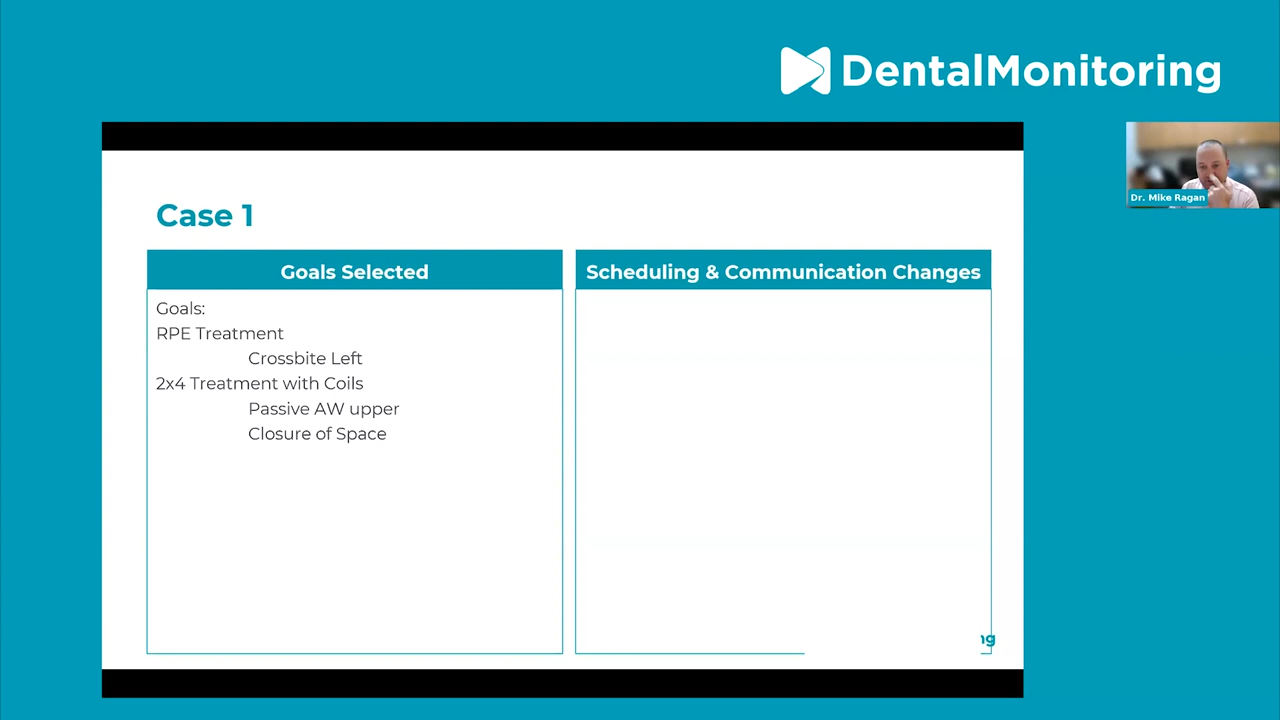 DentalMonitoring
Dr. Mike Ragan
Case 1
Goals Selected
Goals:
RPE Treatment
Crossbite Left
2x4 Treatment with Coils
Passive AW upper
Closure of Space
Scheduling & Communication Changes